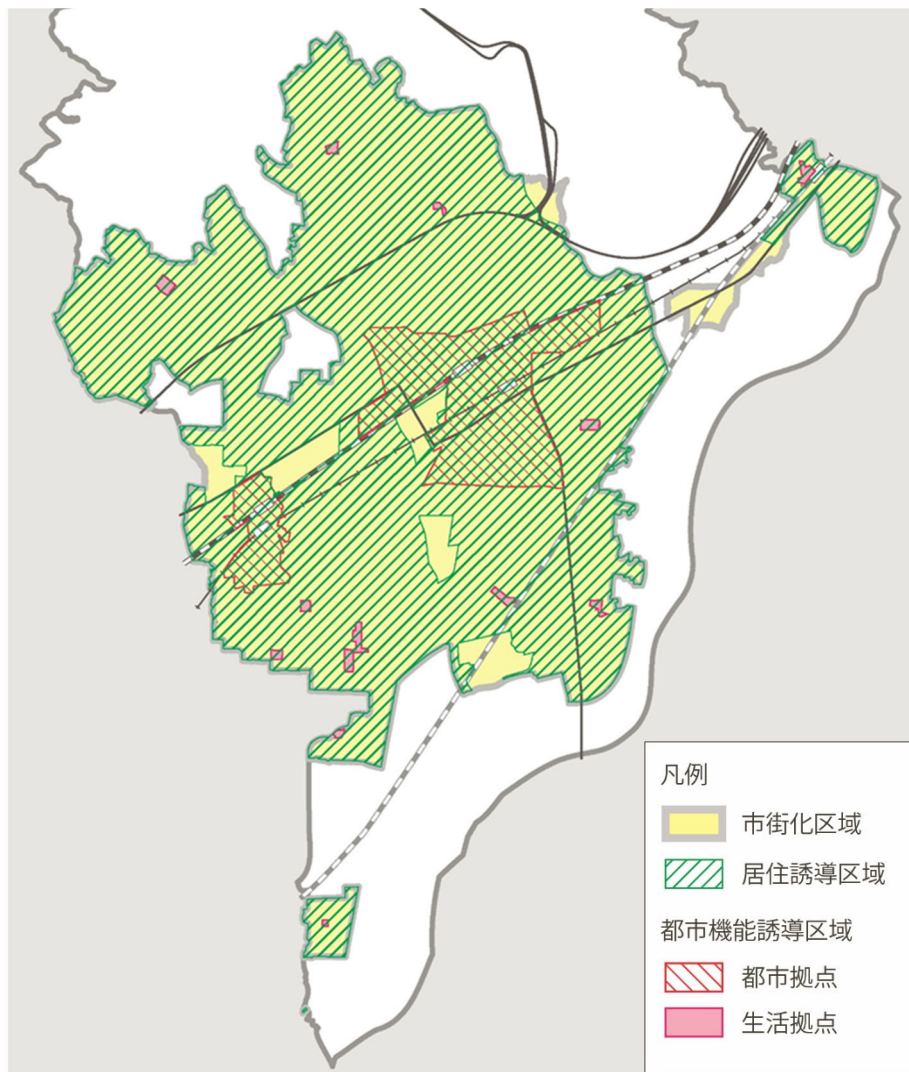 凡例
市街化区域
居住誘導区域
都市機能誘導区域
都市拠点
生活拠点